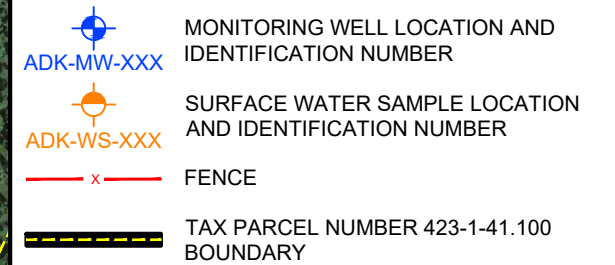 MONITORING WELL LOCATION AND
ADK-MW-XXX IDENTIFICATION NUMBER
SURFACE WATER SAMPLE LOCATION
ADK-WS-XXX AND IDENTIFICATION NUMBER
x FENCE
TAX PARCEL NUMBER 423-1-41.100
BOUNDARY